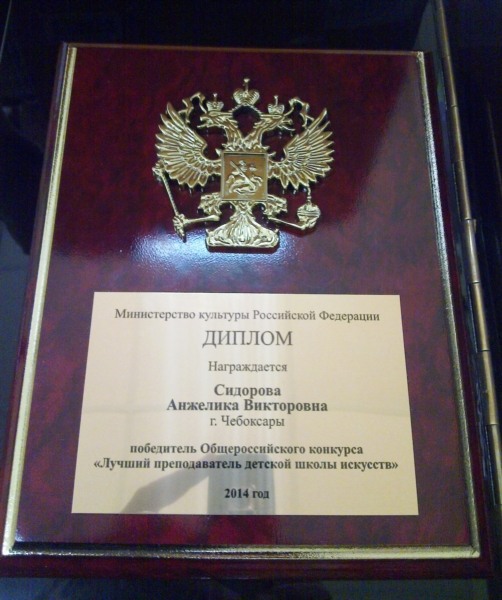 Министерство культуры Российской Федерации
ДИПЛОМ
Награждается
Сидорова
Анжелика Викторовна
г. Чебоксары
победитель Общероссийского конкурса
«Лучший преподаватель детской школы искусств»
2014 год